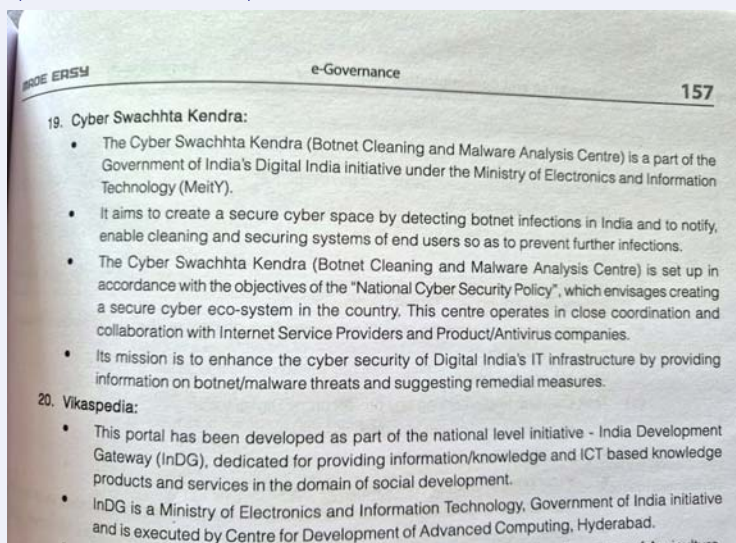 MADE EASY
e-Governance
157
19. Cyber Swachhta Kendra:
• The Cyber Swachhta Kendra (Botnet Cleaning and Malware Analysis Centre) is a part of the
Government of India's Digital India initiative under the Ministry of Electronics and Information
Technology (MeitY).
• It aims to create a secure cyber space by detecting botnet infections in India and to notify,
enable cleaning and securing systems of end users so as to prevent further infections.
• The Cyber Swachhta Kendra (Botnet Cleaning and Malware Analysis Centre) is set up in
accordance with the objectives of the "National Cyber Security Policy", which envisages creating
a secure cyber eco-system in the country. This centre operates in close coordination and
collaboration with Internet Service Providers and Product/Antivirus companies.
• Its mission is to enhance the cyber security of Digital India's IT infrastructure by providing
information on botnet/malware threats and suggesting remedial measures.
20. Vikaspedia:
• This portal has been developed as part of the national level initiative - India Development
Gateway (InDG), dedicated for providing information/knowledge and ICT based knowledge
products and services in the domain of social development.
• InDG is a Ministry of Electronics and Information Technology, Government of India initiative
and is executed by Centre for Development of Advanced Computing, Hyderabad.